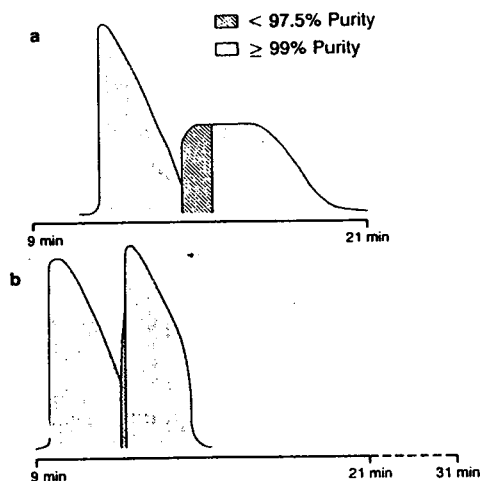 a
< 97.5% Purity
≥ 99% Purity
9 min 21 min
b
9 min 21 min 31 min